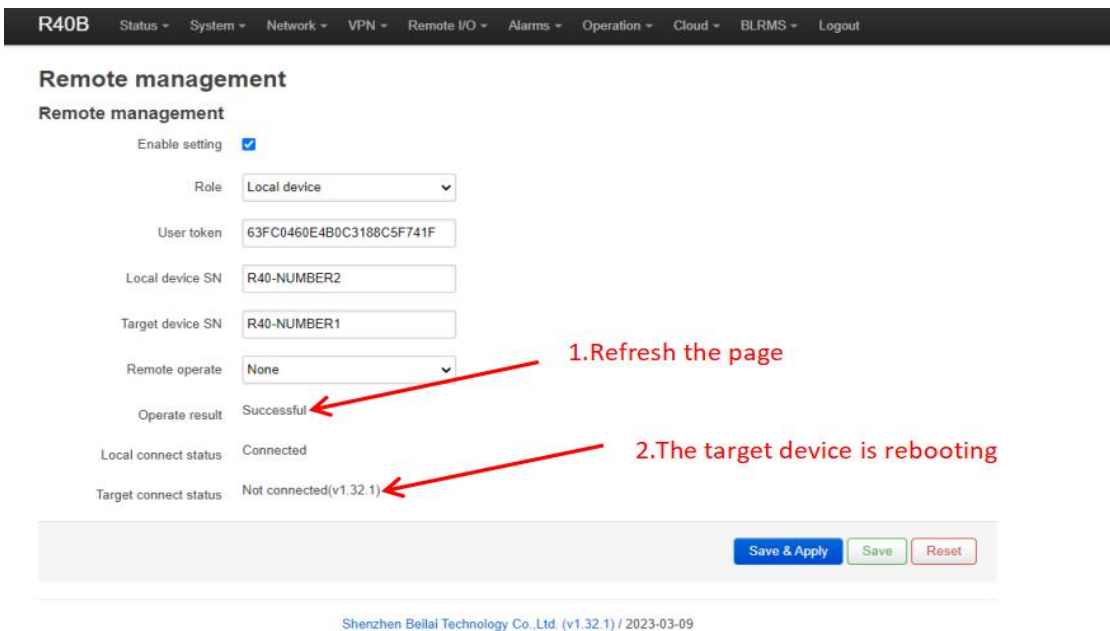 R40B Status System Network VPN Remote I/O Alarms Operation Cloud BLRMS Logout
Remote management
Remote management
Enable setting
Role Local device
User token 63FC0460E4B0C3188C5F741F
Local device SN R40-NUMBER2
Target device SN R40-NUMBER1
1.Refresh the page
Remote operate None
Operate result Successful
Local connect status Connected
2.The target device is rebooting
Target connect status Not connected(v1.32.1)
Save & Apply Save Reset
Shenzhen Beilai Technology Co.,Ltd. (v1.32.1) / 2023-03-09